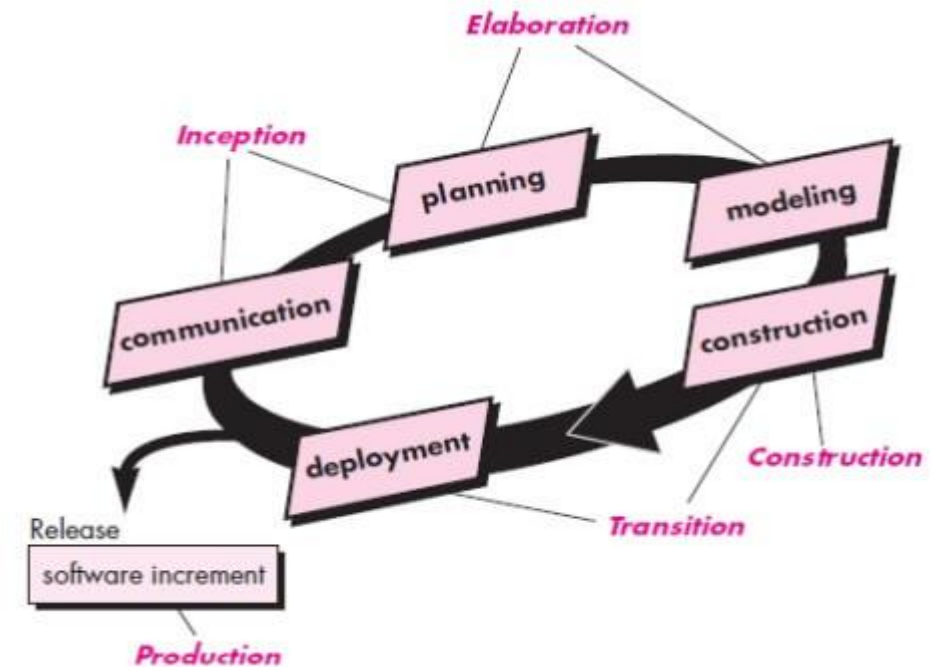 Elaboration
Inception
planning
modeling
communication
construction
deployment
Construction
Transition
Release
software increment
Production